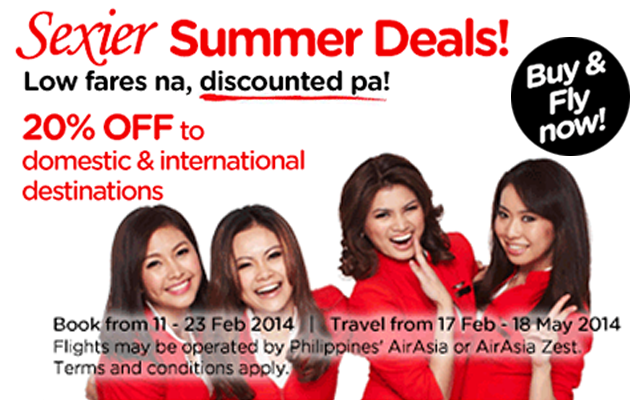 Sexier Summer Deals!
Low fares na, discounted pa!
Buy &
Fly
now!
20% OFF to
domestic & international
destinations
Book from 11 - 23 Feb 2014 | Travel from 17 Feb - 18 May 2014
Flights may be operated by Philippines' AirAsia or AirAsia Zest.
Terms and conditions apply.